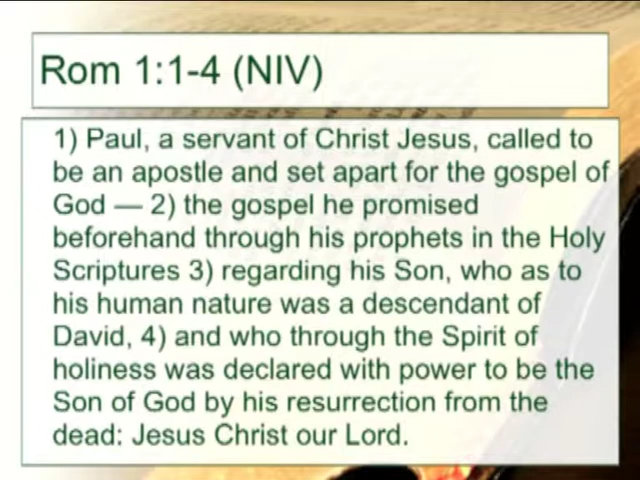 Rom 1:1-4 (NIV)
1) Paul, a servant of Christ Jesus, called to
be an apostle and set apart for the gospel of
God — 2) the gospel he promised
beforehand through his prophets in the Holy
Scriptures 3) regarding his Son, who as to
his human nature was a descendant of
David, 4) and who through the Spirit of
holiness was declared with power to be the
Son of God by his resurrection from the
dead: Jesus Christ our Lord.